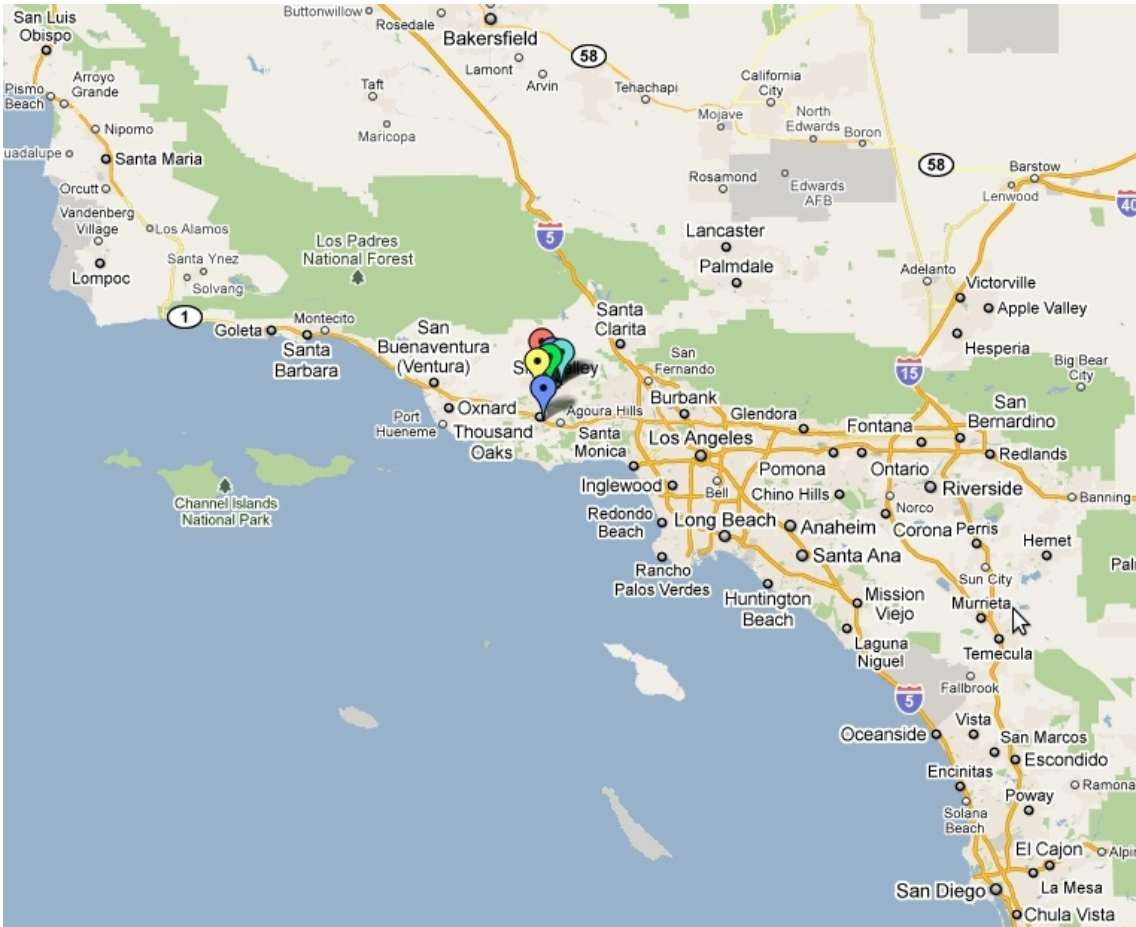 San Luis
Obispo
Buttonwillow
Rosedale
Bakersfield
58
Lamont
Arvin
Tehachapi
California
City
Pismo
Beach
Arroyo
Grande
Taft
Maricopa
Mojave
North
Edwards
Boron
Nipomo
uadalupe
Santa Maria
58
Barstow
Lenwood
40
Orcutt
Rosamond
Edwards
AFB
Vandenberg
Village
Los Alamos
Lancaster
Palmdale
5
Los Padres
National Forest
Lompoc
Santa Ynez
Solvang
Adelanto
Victorville
Apple Valley
1
Goleta
Montecito
Santa
Barbara
San
Buenaventura
(Ventura)
Santa
Clarita
Hesperia
San
Fernando
15
Big Bear
City
Oxnard
Port
Hueneme
Thousand
Oaks
Agoura Hills
Burbank
Glendora
Fontana
San
Bernardino
Santa
Monica
Los Angeles
Pomona
Ontario
Redlands
Inglewood
Bell
Chino Hills
Riverside
Banning
Channel Islands
National Park
Norco
Redondo
Beach
Long Beach
Anaheim
Corona
Perris
Hemet
Santa Ana
Rancho
Palos Verdes
Sun City
Pal
Huntington
Beach
Mission
Viejo
Murrieta
Laguna
Niguel
Temecula
5
Fallbrook
Oceanside
Vista
San Marcos
Escondido
Encinitas
Poway
Ramona
Solana
Beach
El Cajon
Alpin
San Diego
La Mesa
Chula Vista